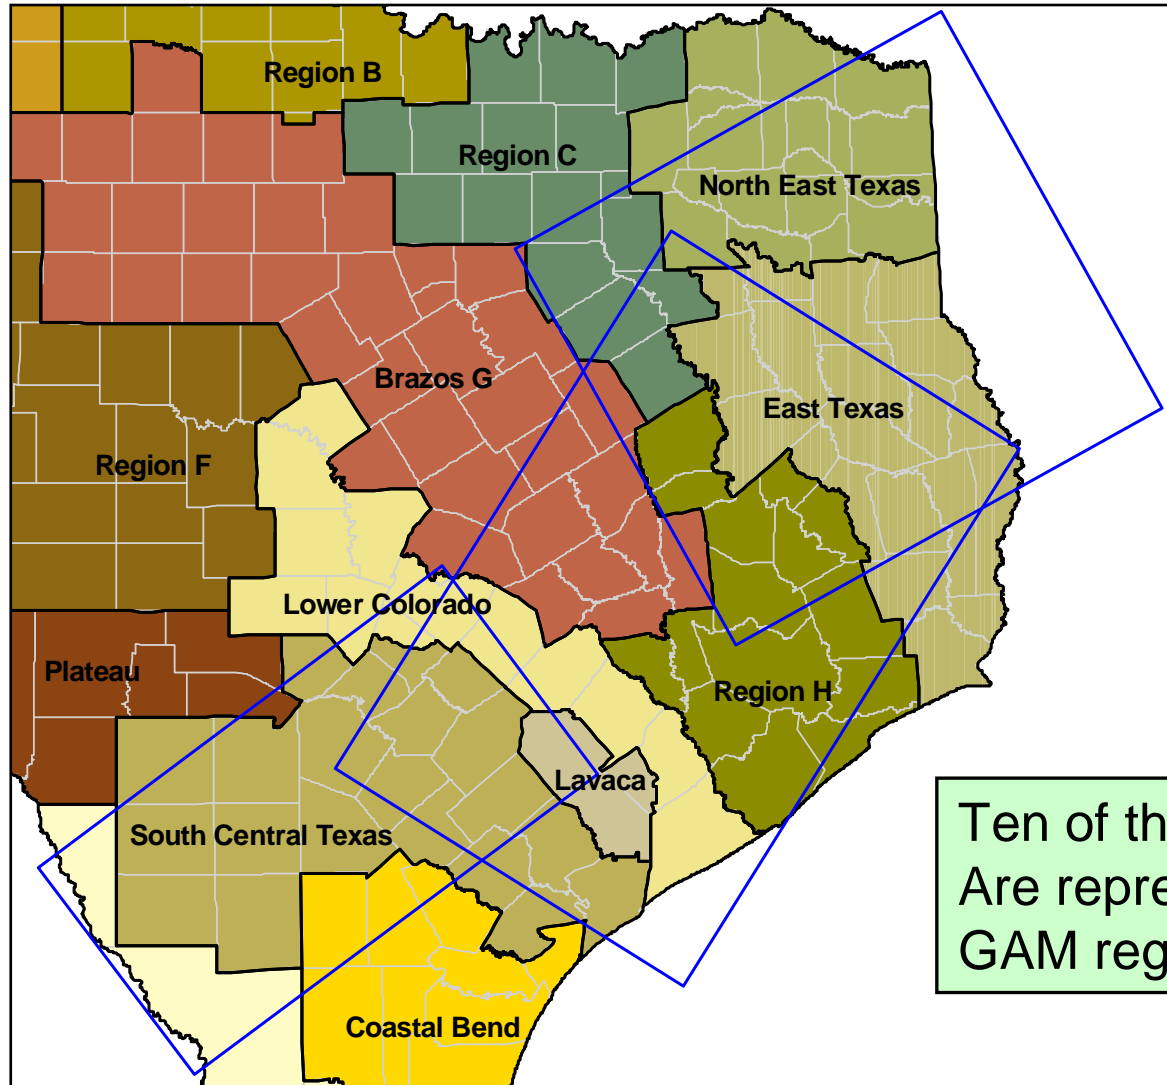 Region B
Region C
North East Texas
Brazos G
East Texas
Region F
Lower Colorado
Plateau
Region H
Lavaca
South Central Texas
Coastal Bend
Ten of th
Are repre
GAM reg